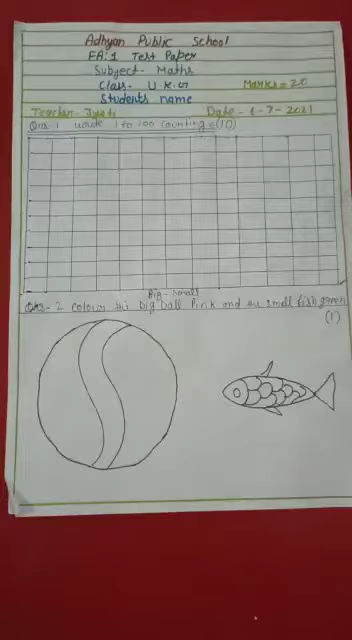 Adhyan Public School
FA:1 Test Paper
Subject- Maths
Class- U K.G Marks = 20
Students name
Teacher- Jyoti Date - 1-7-2021
Qns-1 write 1 to 100 counting (10)
Big - Small
Qns-2 colour the big ball Pink and the small fish green
(1)